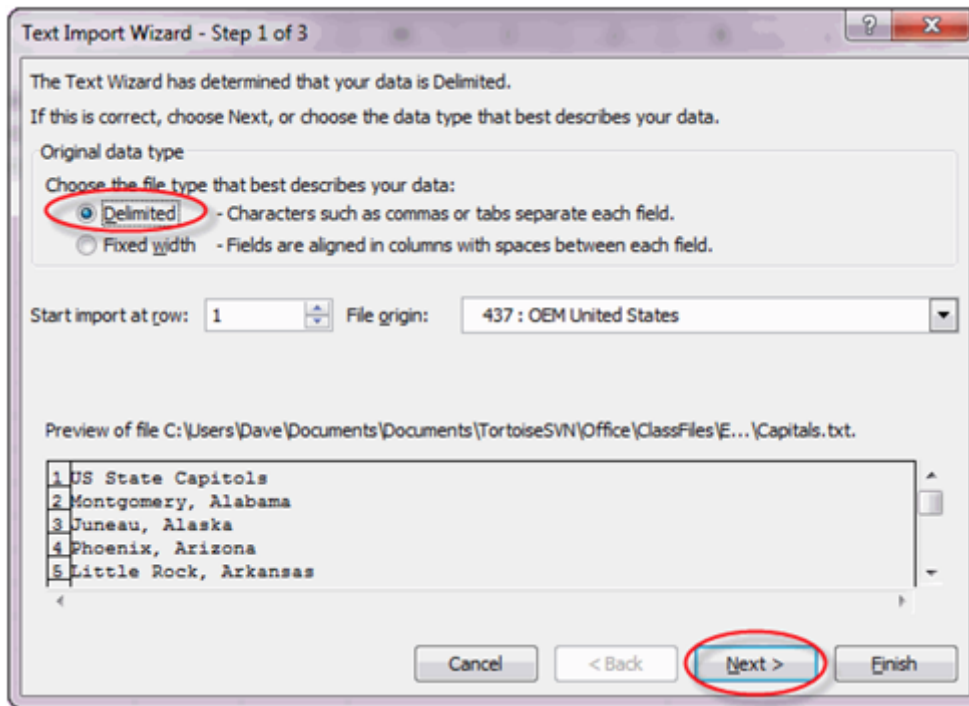 Text Import Wizard - Step 1 of 3
The Text Wizard has determined that your data is Delimited.
If this is correct, choose Next, or choose the data type that best describes your data.
Original data type
Choose the file type that best describes your data:
Delimited - Characters such as commas or tabs separate each field.
Fixed width - Fields are aligned in columns with spaces between each field.
Start import at row: 1 File origin: 437 : OEM United States
Preview of file C:\Users\Dave\Documents\Documents\TortoiseSVN\Office\ClassFiles\E...\Capitals.txt.
1 US State Capitols
2 Montgomery, Alabama
3 Juneau, Alaska
4 Phoenix, Arizona
5 Little Rock, Arkansas
Cancel < Back Next > Finish